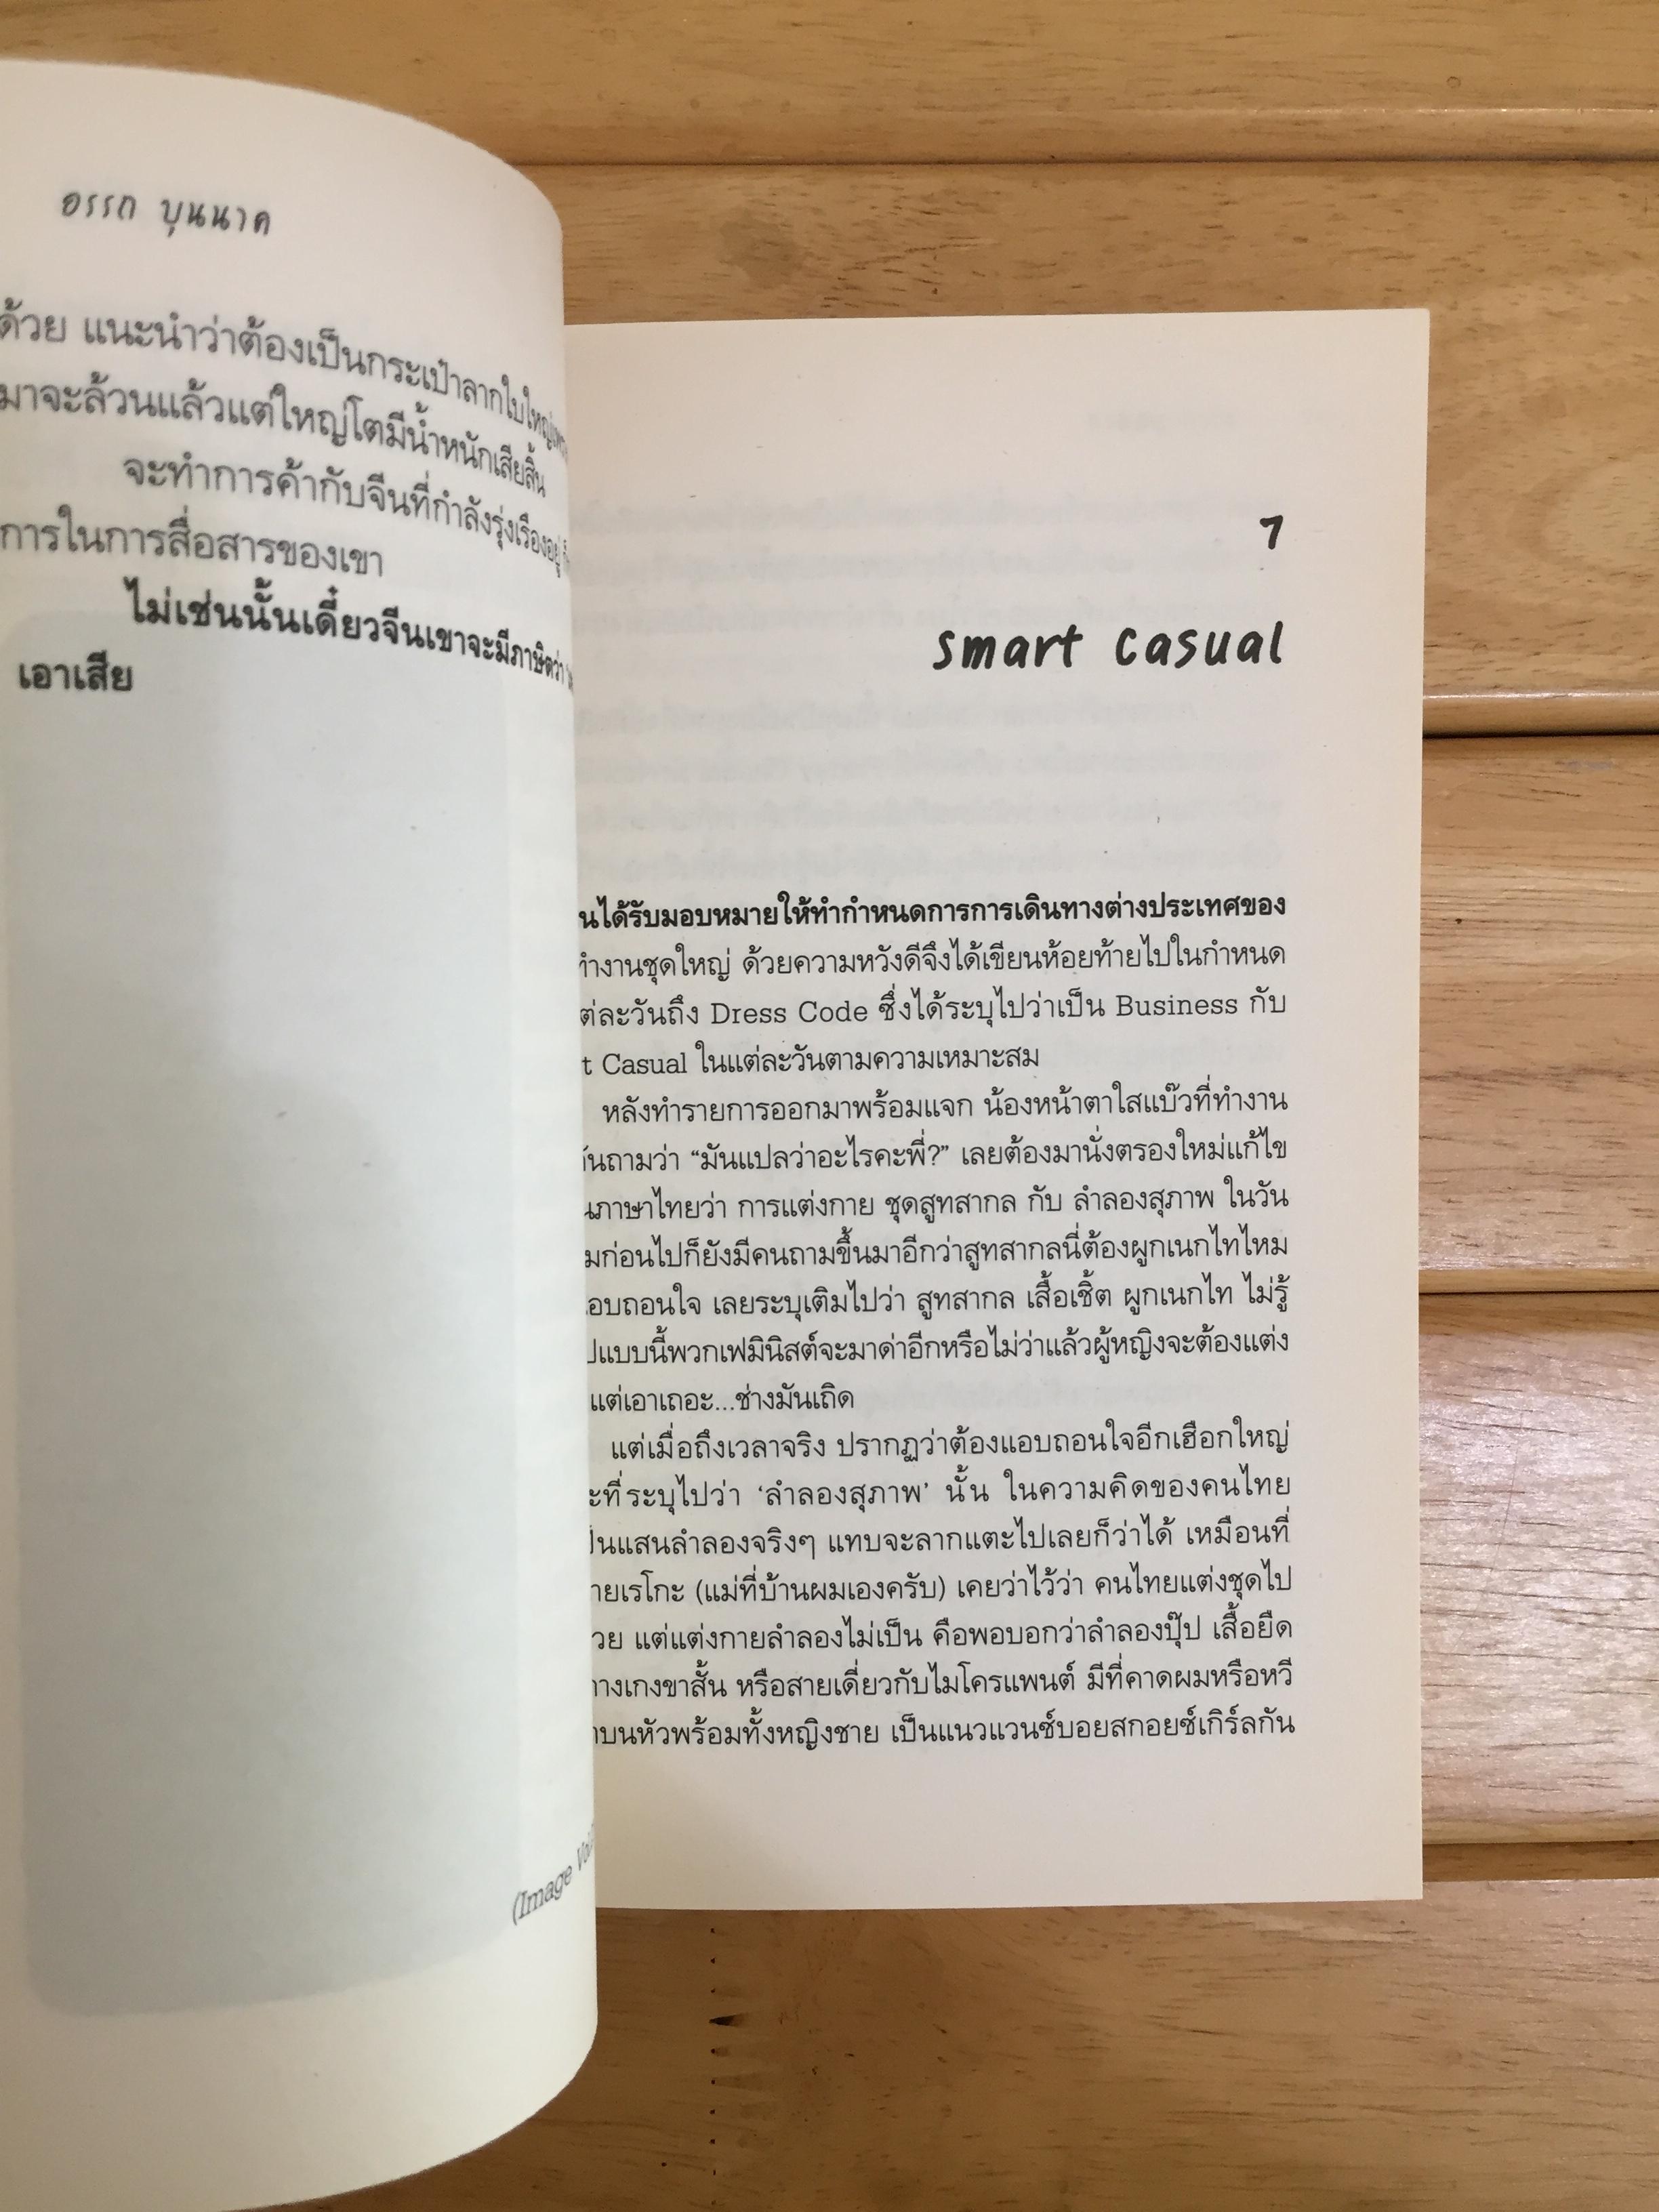 อรรถ บุนนาค
ด้วย แนะนำว่าต้องเป็นกระเป๋าลากใบใหญ่
มาจะล้วนแล้วแต่ใหญ่โตมีน้ำหนักเสียสิ้น
จะทำการค้ากับจีนที่กำลังรุ่งเรืองอยู่
การในการสื่อสารของเขา
ไม่เช่นนั้นเดี๋ยวจีนเขาจะมีภาษิตว่า
เอาเสีย
(Image
7
smart casual
นได้รับมอบหมายให้ทำกำหนดการการเดินทางต่างประเทศของ
ทำงานชุดใหญ่ ด้วยความหวังดีจึงได้เขียนห้อยท้ายไปในกำหนด
ต่ละวันถึง Dress Code ซึ่งได้ระบุไปว่าเป็น Business กับ
t Casual ในแต่ละวันตามความเหมาะสม
หลังทำรายการออกมาพร้อมแจก น้องหน้าตาใสแบ๊วที่ทำงาน
กันถามว่า “มันแปลว่าอะไรคะพี่?” เลยต้องมานั่งตรองใหม่แก้ไข
นภาษาไทยว่า การแต่งกาย ชุดสูทสากล กับ ลำลองสุภาพ ในวัน
มก่อนไปก็ยังมีคนถามขึ้นมาอีกว่าสูทสากลนี่ต้องผูกเนกไทไหม
อบถอนใจ เลยระบุเติมไปว่า สูทสากล เสื้อเชิ้ต ผูกเนกไท ไม่รู้
ปแบบนี้พวกเฟมินิสต์จะมาด่าอีกหรือไม่ว่าแล้วผู้หญิงจะต้องแต่ง
แต่เอาเถอะ...ช่างมันเถิด
แต่เมื่อถึงเวลาจริง ปรากฏว่าต้องแอบถอนใจอีกเฮือกใหญ่
ะที่ระบุไปว่า ‘ลำลองสุภาพ’ นั้น ในความคิดของคนไทย
ป็นแสนลำลองจริงๆ แทบจะลากแตะไปเลยก็ว่าได้ เหมือนที่
ายเรโกะ (แม่ที่บ้านผมเองครับ) เคยว่าไว้ว่า คนไทยแต่งชุดไป
วย แต่แต่งกายลำลองไม่เป็น คือพอบอกว่าลำลองปุ๊ป เสื้อยืด
างเกงขาสั้น หรือสายเดี่ยวกับไมโครแพนต์ มีที่คาดผมหรือหวี
าบนหัวพร้อมทั้งหญิงชาย เป็นแนวแวนซ์บอยสกอยซ์เกิร์ลกัน